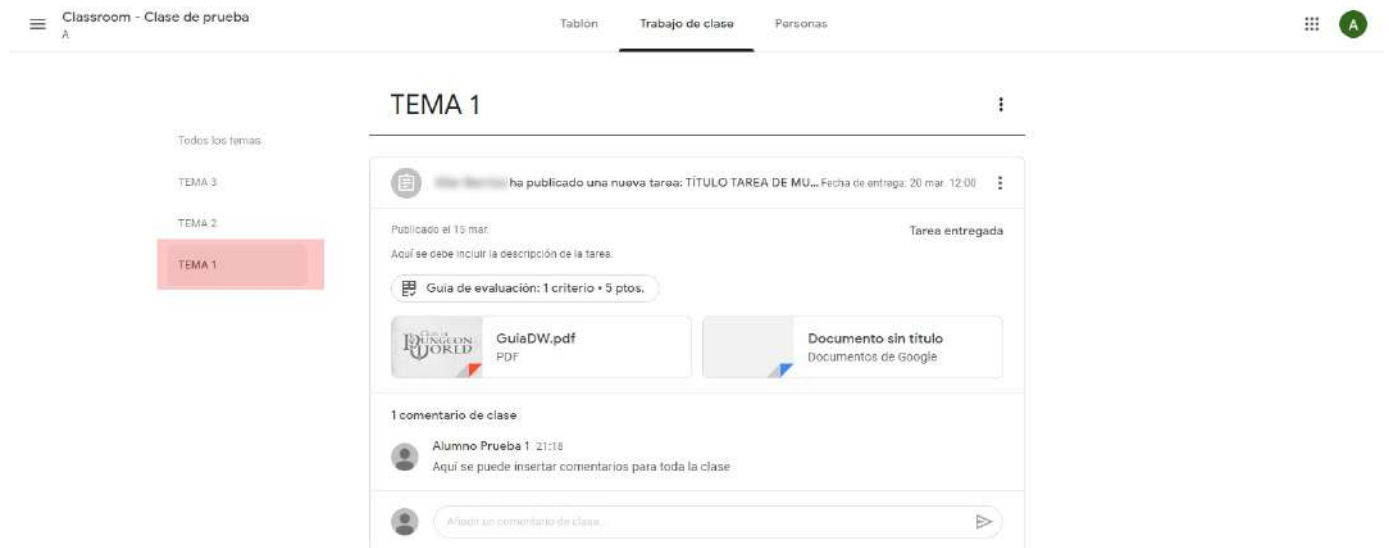 Classroom - Clase de prueba
A
Tablón
Trabajo de clase
Personas
A
TEMA 1
Todos los temas
TEMA 3
TEMA 2
TEMA 1
ha publicado una nueva tarea: TÍTULO TAREA DE MU... Fecha de entrega: 20 mar. 12:00
Publicado el 15 mar.
Tarea entregada
Aquí se debe incluir la descripción de la tarea.
Guía de evaluación: 1 criterio • 5 ptos.
DUNGEON
WORLD
GuiaDW.pdf
PDF
Documento sin título
Documentos de Google
1 comentario de clase
Alumno Prueba 1 21:18
Aquí se puede insertar comentarios para toda la clase
Añadir un comentario de clase...